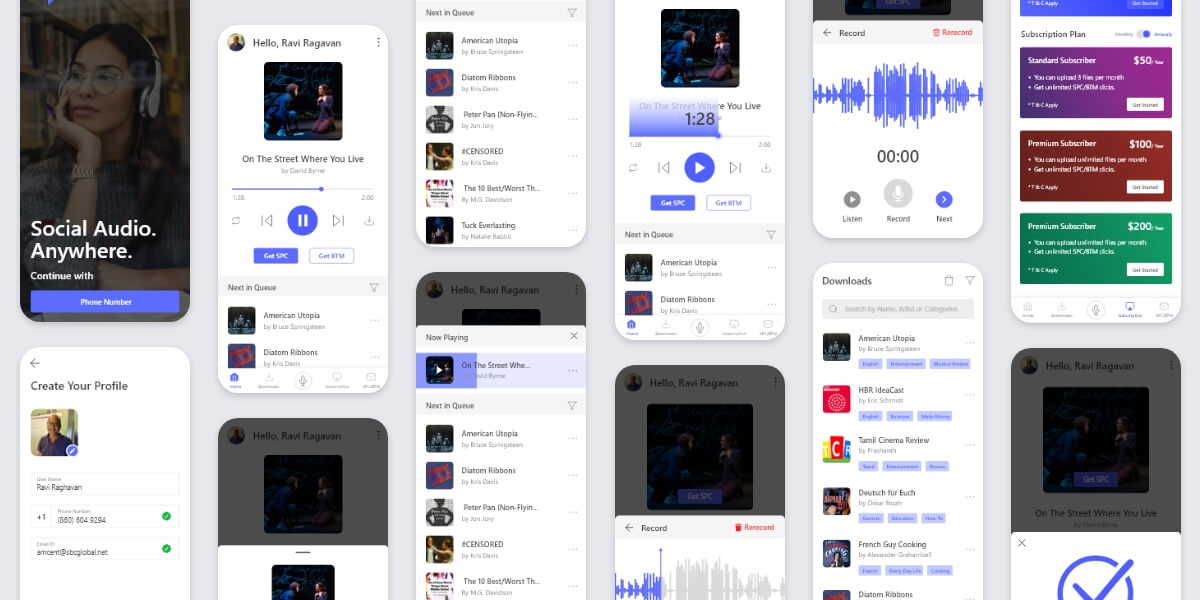 Social Audio.
Anywhere.
Continue with
Phone Number
Create Your Profile
User Name
Ravi Raghavan
+1
Phone Number
(860) 604 9294
Email ID
amcent@sbcglobal.net
Hello, Ravi Ragavan
On The Street Where You Live
by David Byrne
1:28
2:00
Get SPC
Get BTM
Next in Queue
American Utopia
by Bruce Springsteen
Diatom Ribbons
Home
Downloads
Subscription
SPC/BTM
Hello, Ravi Ragavan
Next in Queue
American Utopia
by Bruce Springsteen
Diatom Ribbons
by Kris Davis
Peter Pan (Non-Flyin...
by Jon Jory
#CENSORED
by Kris Davis
The 10 Best/Worst Th...
by M.G. Davidson
Tuck Everlasting
by Natalie Babbit
Hello, Ravi Ragavan
Now Playing
On The Street Whe...
by David Byrne
Next in Queue
American Utopia
by Bruce Springsteen
Diatom Ribbons
by Kris Davis
Peter Pan (Non-Flyin...
by Jon Jory
#CENSORED
by Kris Davis
The 10 Best/Worst Th...
by M.G. Davidson
On The Street Where You Live
1:28
1:28
2:00
Get SPC
Get BTM
Next in Queue
American Utopia
by Bruce Springsteen
Diatom Ribbons
by Kris Davis
Home
Downloads
Subscription
SPC/BTM
Hello, Ravi Ragavan
Get SPC
Record
Rerecord
Get SPC
Record
Rerecord
00:00
Listen
Record
Next
Downloads
Search by Name, Artist or Categories
American Utopia
by Bruce Springsteen
English
Entertainment
Musical theatre
HBR IdeaCast
by Eric Schmidt
English
Business
Make Money
TCR
Tamil Cinema Review
by Prashanth
Tamil
Entertainment
Review
Deutsch für Euch
by Oskar Noah
German
Education
How To
COOKING
French Guy Cooking
by Alexander Grahambell
French
Every Day Life
Cooking
Diatom Ribbons
* T & C Apply
Get Started
Subscription Plan
Monthly
Annually
Standard Subscriber
$50/ Year
• You can upload 3 files per month
• Get unlimited SPC/BTM clicks.
* T & C Apply
Get Started
Premium Subscriber
$100/ Year
• You can upload unlimited files per month
• Get unlimited SPC/BTM clicks.
* T & C Apply
Get Started
Premium Subscriber
$200/ Year
• You can upload unlimited files per month
• Get unlimited SPC/BTM clicks.
* T & C Apply
Get Started
Home
Downloads
Subscription
SPC/BTM
Hello, Ravi Ragavan
Get SPC
On The Street Where You Live
by David Byrne